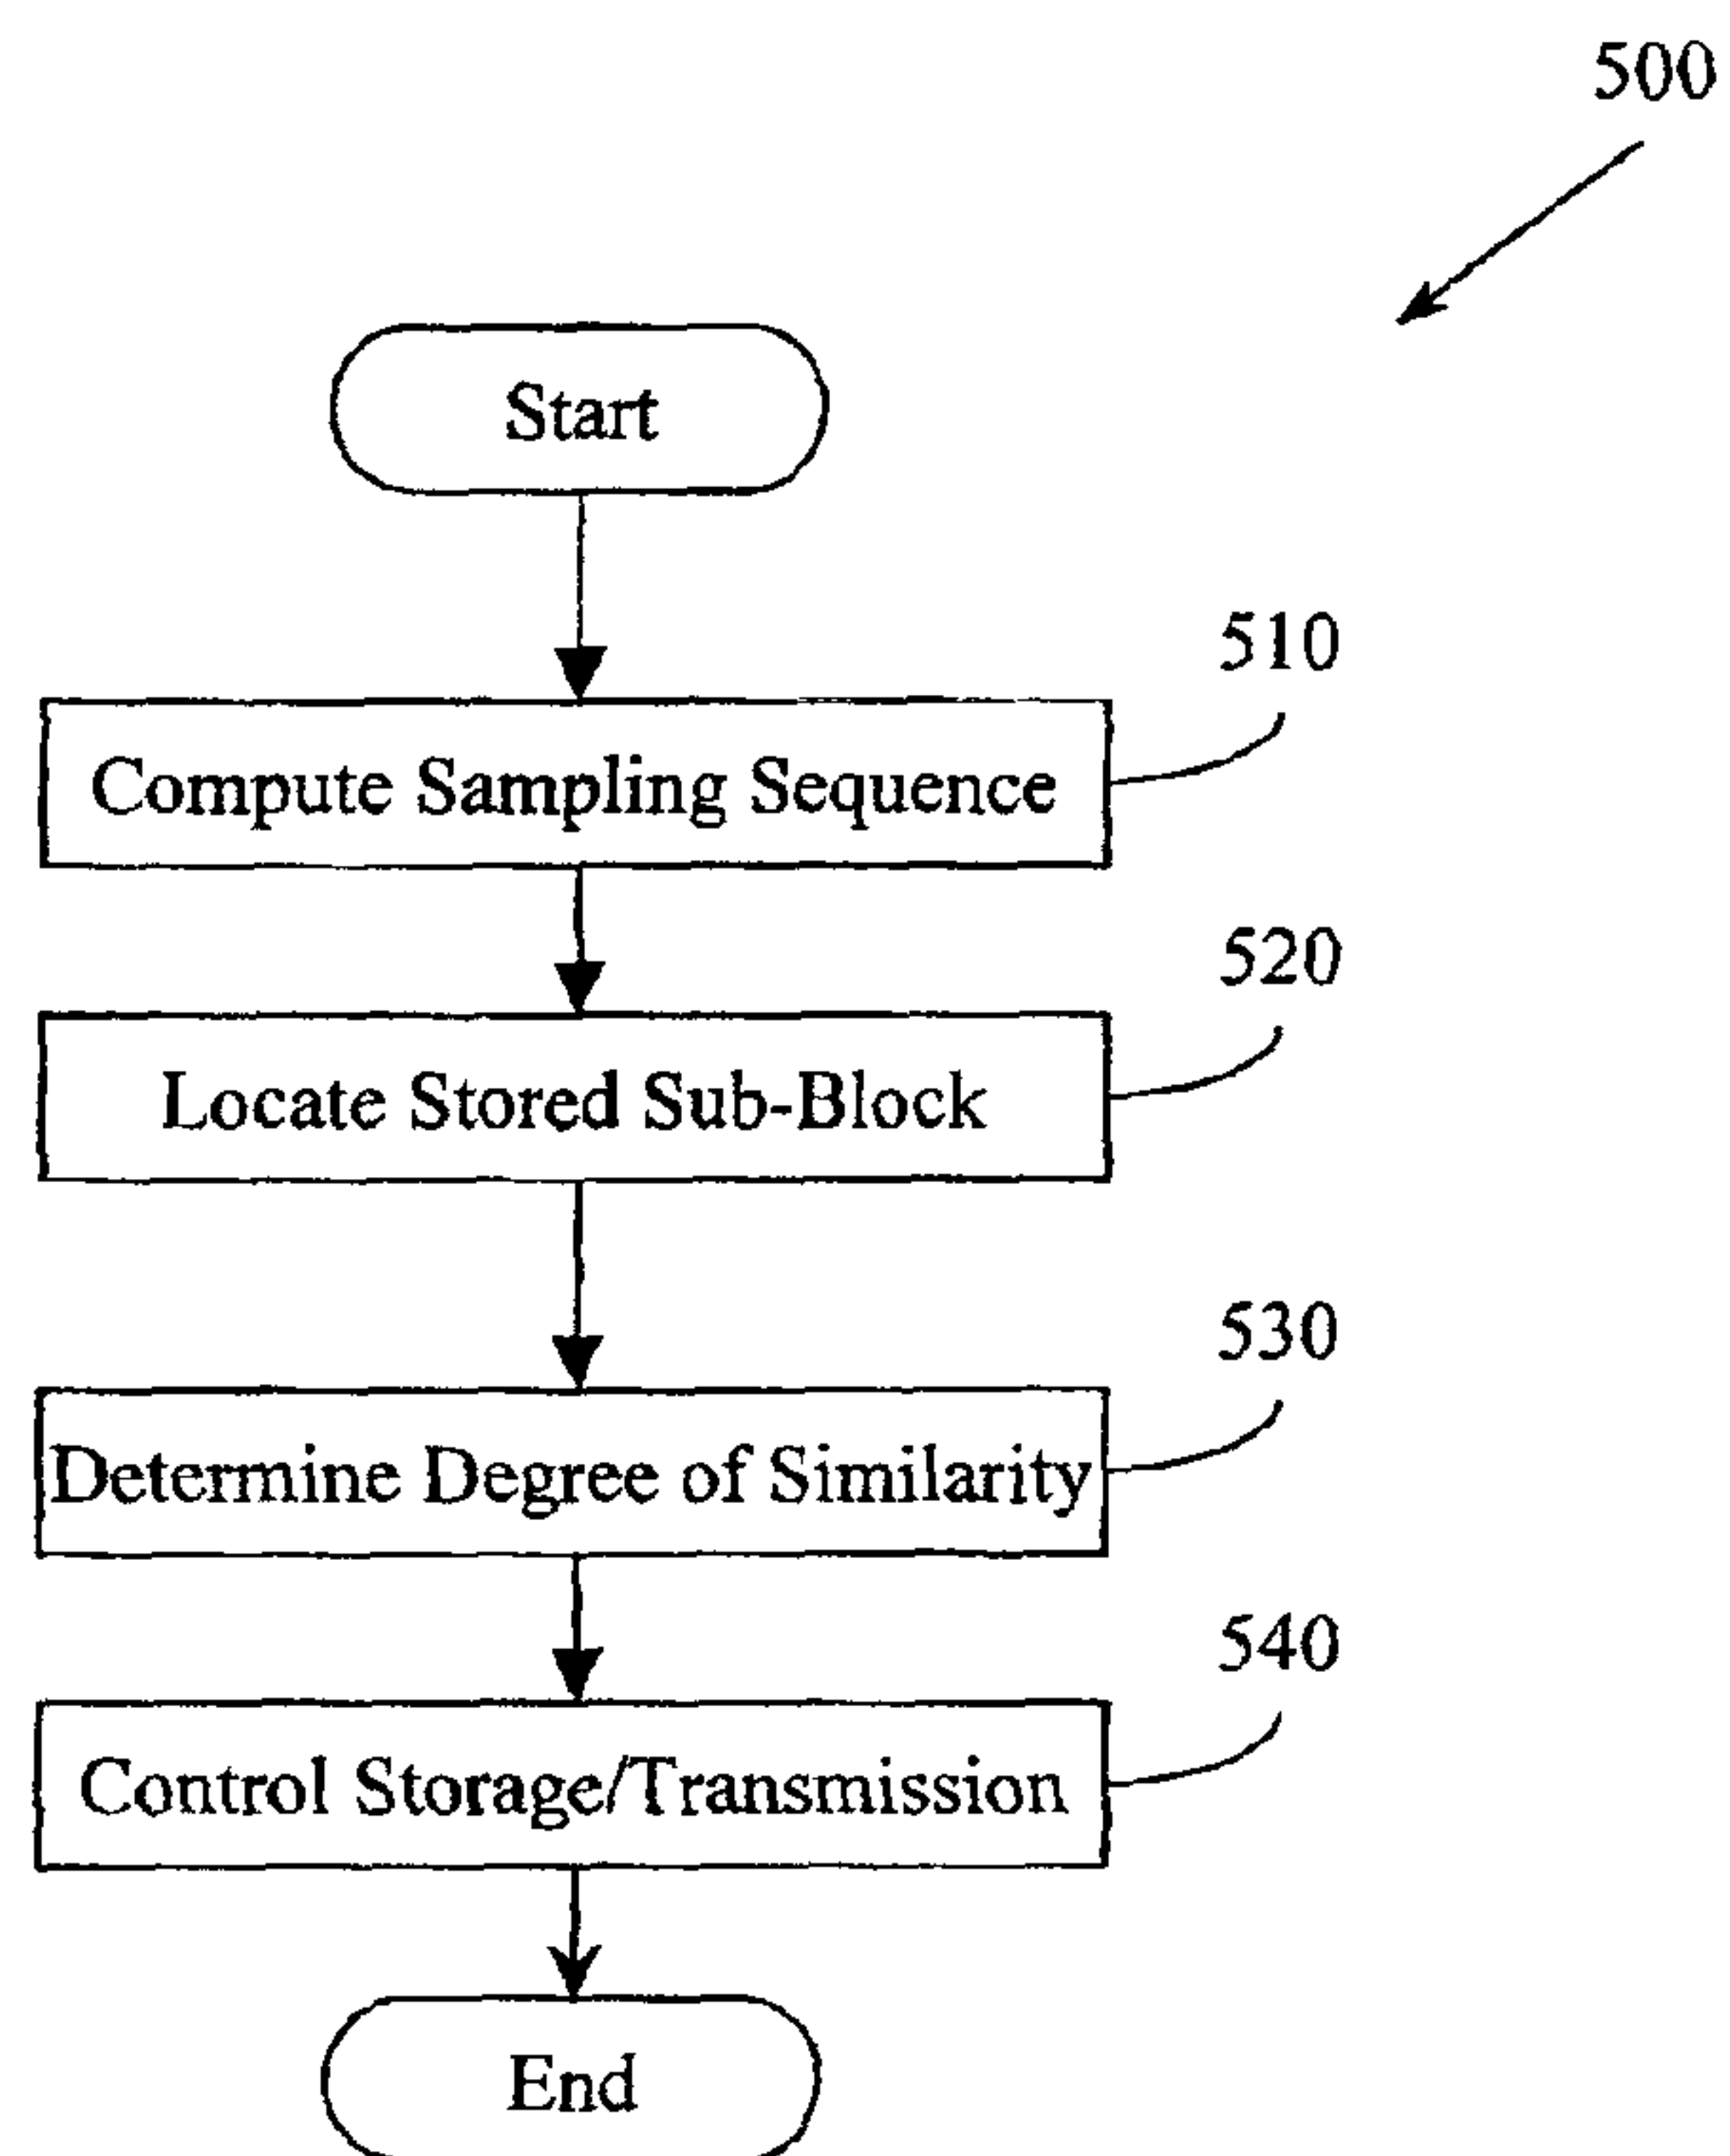 500
Start
510
Compute Sampling Sequence
520
Locate Stored Sub-Block
530
Determine Degree of Similarity
540
Control Storage/Transmission
End